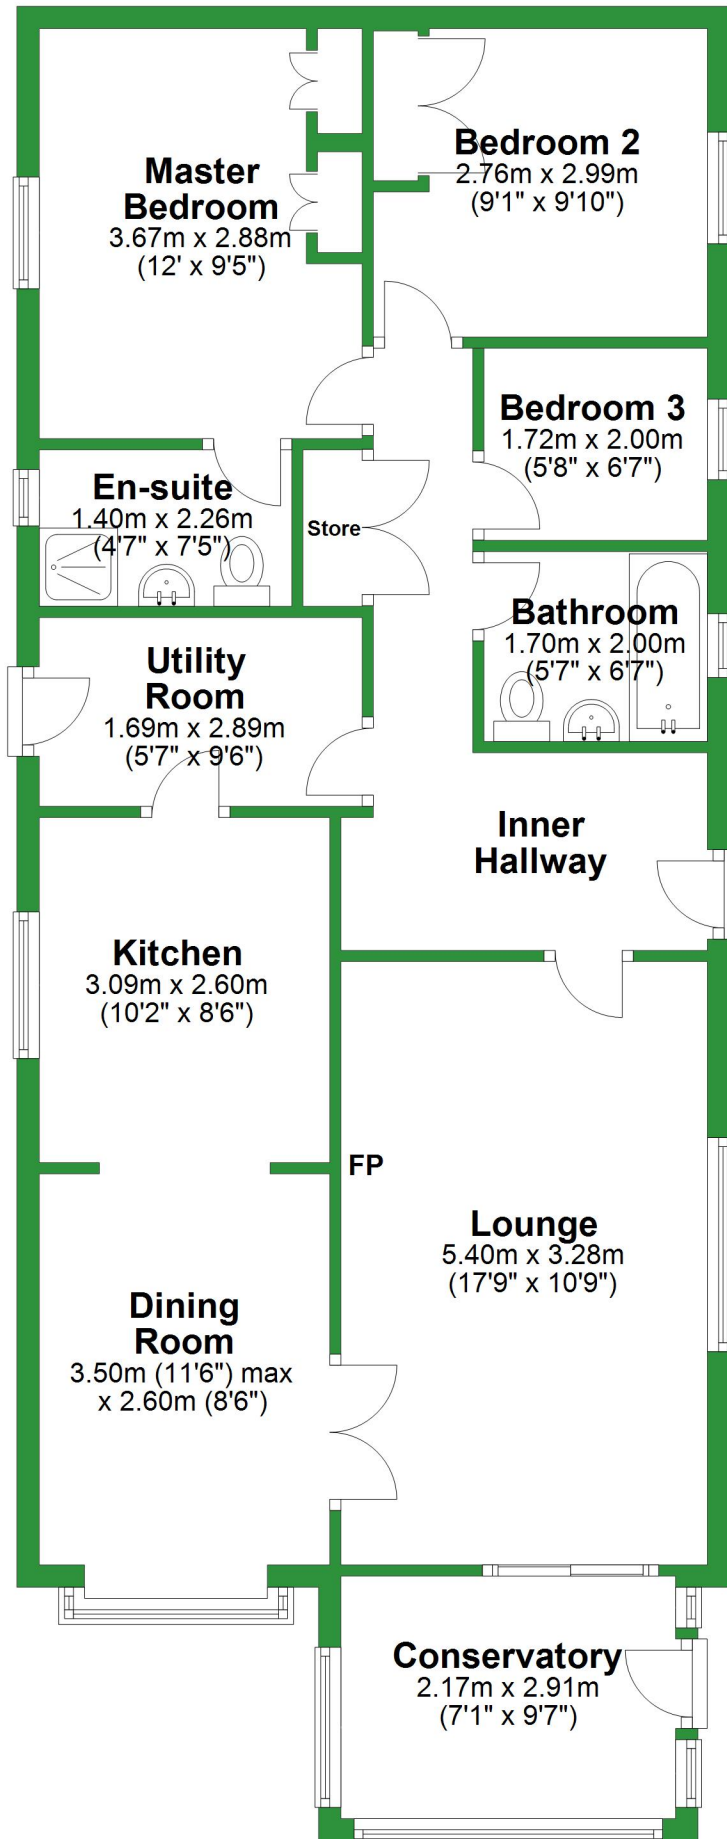 Master
Bedroom
3.67m x 2.88m
(12' x 9'5")
Bedroom 2
2.76m x 2.99m
(9'1" x 9'10")
Bedroom 3
1.72m x 2.00m
(5'8" x 6'7")
En-suite
1.40m x 2.26m
(4'7" x 7'5")
Store
Bathroom
1.70m x 2.00m
(5'7" x 6'7")
Utility
Room
1.69m x 2.89m
(5'7" x 9'6")
Inner
Hallway
Kitchen
3.09m x 2.60m
(10'2" x 8'6")
FP
Lounge
5.40m x 3.28m
(17'9" x 10'9")
Dining
Room
3.50m (11'6") max
x 2.60m (8'6")
Conservatory
2.17m x 2.91m
(7'1" x 9'7")